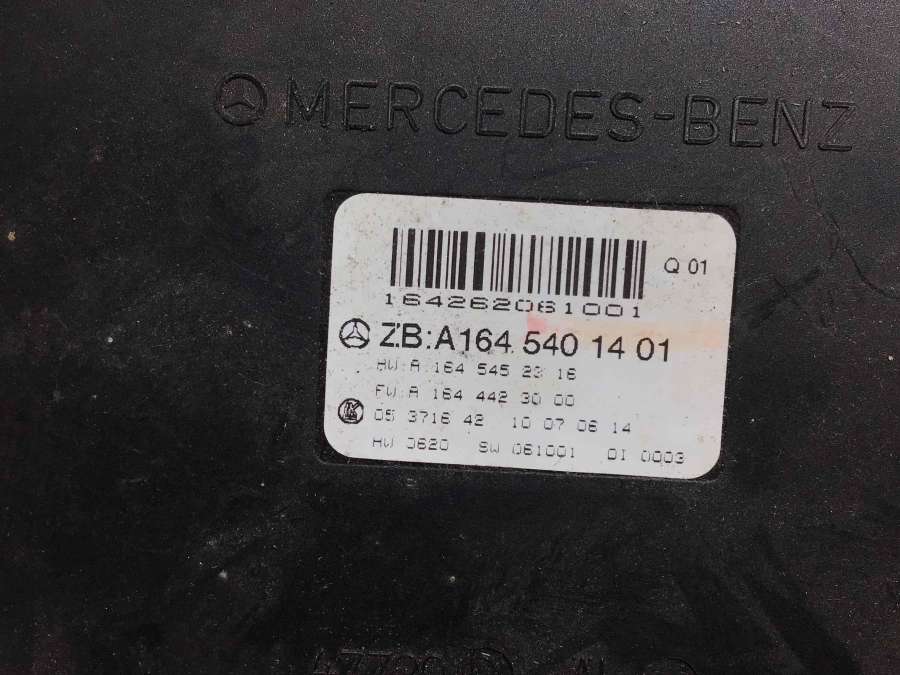 MERCEDES-BENZ
Q 01
164262061001
ZB:A164 540 14 01
HW:A 164 545 23 16
FW:A 164 442 30 00
05 3716 42 10 07 06 14
HW 0620 SW 061001 DI 0003